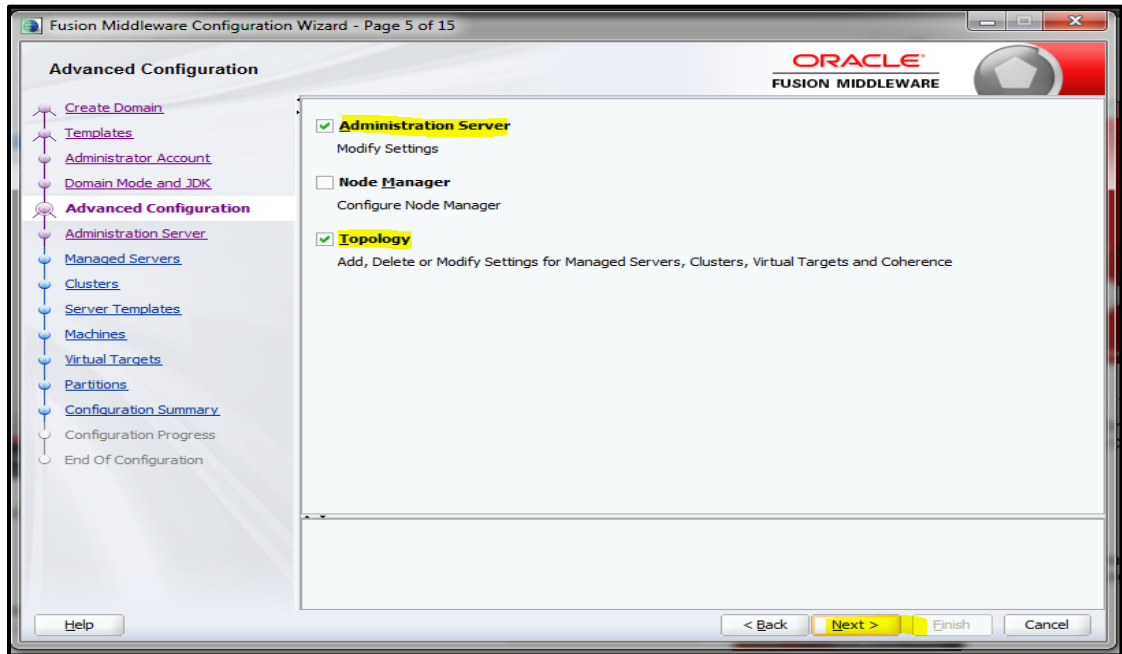 Fusion Middleware Configuration Wizard - Page 5 of 15
Advanced Configuration
ORACLE
FUSION MIDDLEWARE
Create Domain
Templates
Administrator Account
Domain Mode and JDK
Advanced Configuration
Administration Server
Managed Servers
Clusters
Server Templates
Machines
Virtual Targets
Partitions
Configuration Summary
Configuration Progress
End Of Configuration
Administration Server
Modify Settings
Node Manager
Configure Node Manager
Topology
Add, Delete or Modify Settings for Managed Servers, Clusters, Virtual Targets and Coherence
Help
< Back
Next >
Finish
Cancel